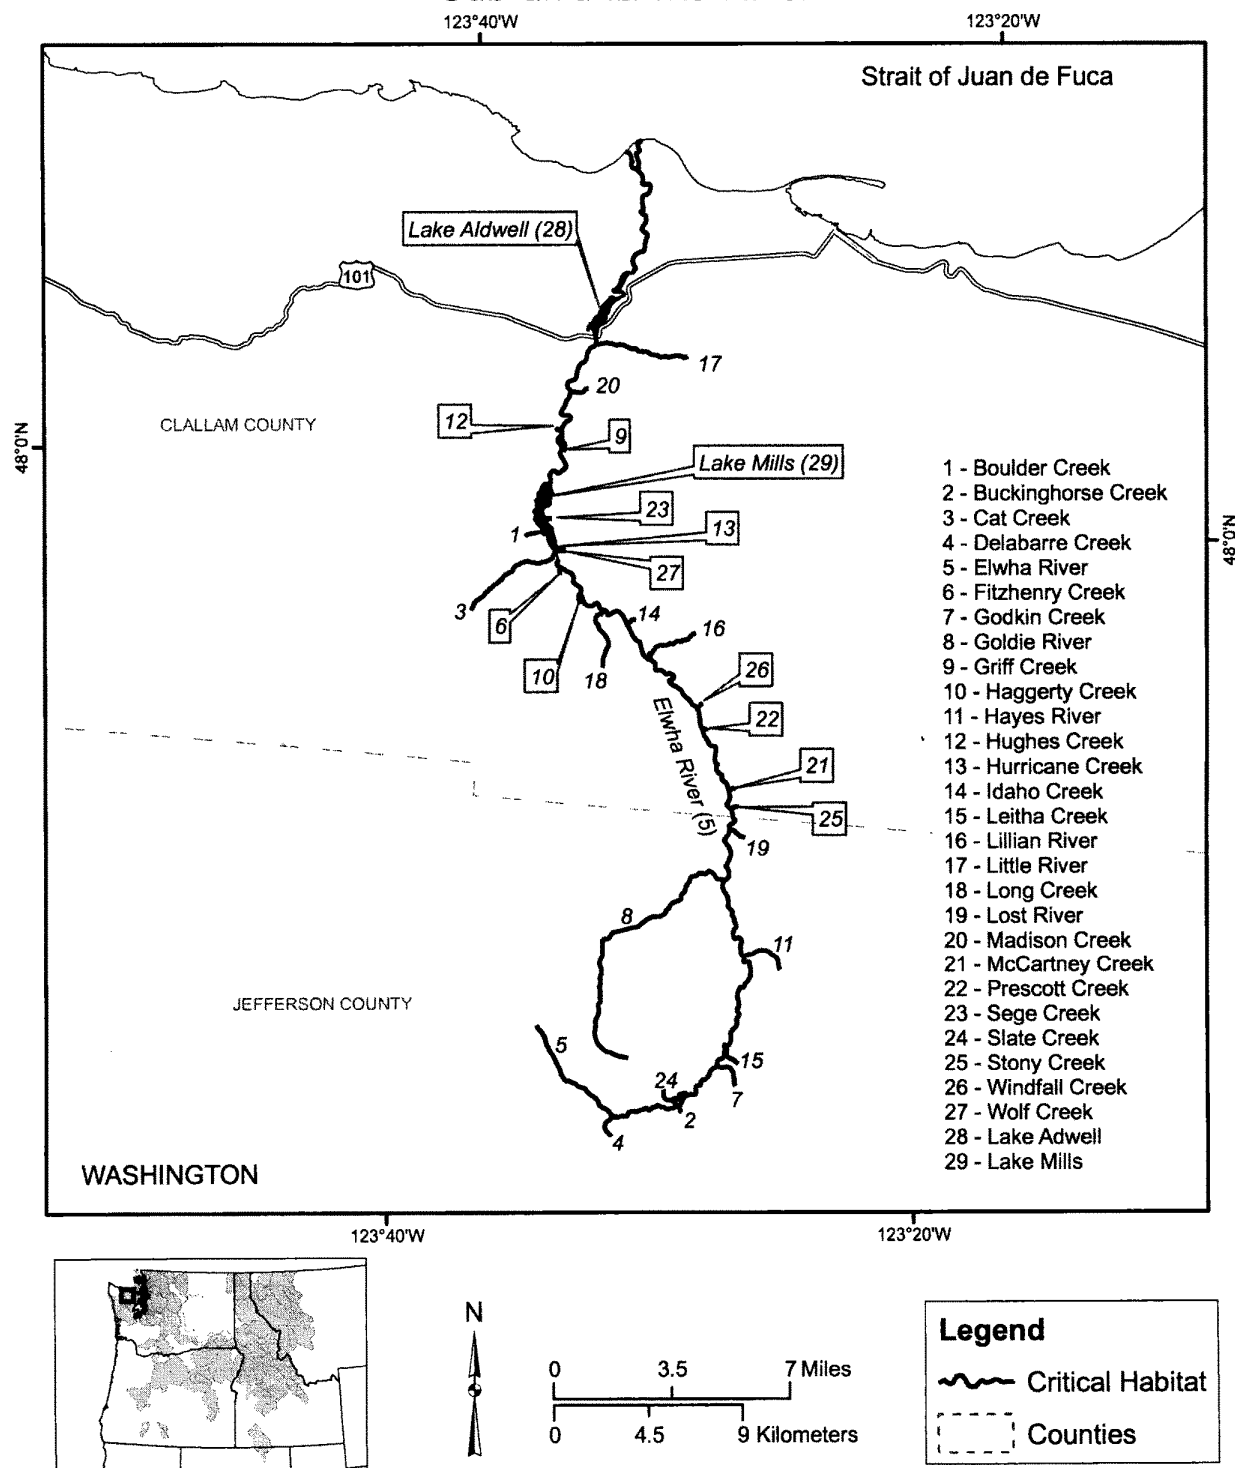 123°40'W
123°20'W
Strait of Juan de Fuca
Lake Aldwell (28)
101
17
20
CLALLAM COUNTY
12
9
48°0'N
Lake Mills (29)
23
13
1
27
48°0'N
3
6
14
16
10
18
26
Elwha River (5)
22
21
25
19
8
11
JEFFERSON COUNTY
5
15
24
7
2
4
1 - Boulder Creek
2 - Buckinghorse Creek
3 - Cat Creek
4 - Delabarre Creek
5 - Elwha River
6 - Fitzhenry Creek
7 - Godkin Creek
8 - Goldie River
9 - Griff Creek
10 - Haggerty Creek
11 - Hayes River
12 - Hughes Creek
13 - Hurricane Creek
14 - Idaho Creek
15 - Leitha Creek
16 - Lillian River
17 - Little River
18 - Long Creek
19 - Lost River
20 - Madison Creek
21 - McCartney Creek
22 - Prescott Creek
23 - Sege Creek
24 - Slate Creek
25 - Stony Creek
26 - Windfall Creek
27 - Wolf Creek
28 - Lake Adwell
29 - Lake Mills
WASHINGTON
123°40'W
123°20'W
N
0 3.5 7 Miles
0 4.5 9 Kilometers
Legend
Critical Habitat
Counties